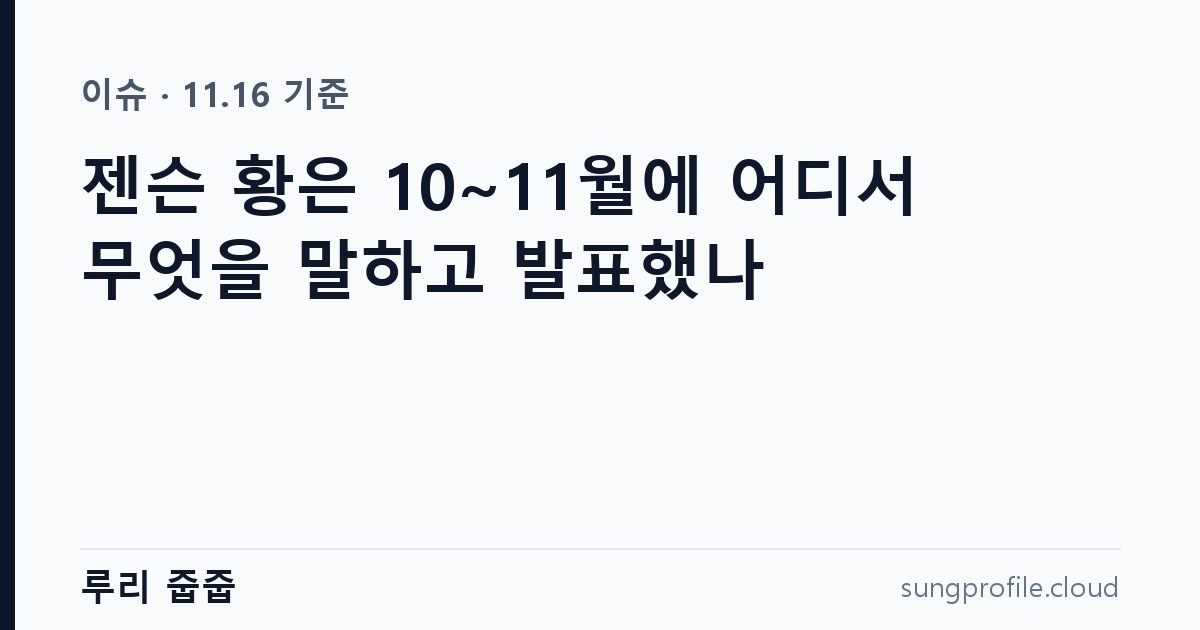 이슈 · 11.16 기준
젠슨 황은 10~11월에 어디서
무엇을 말하고 발표했나
루리 줍줍
sungprofile.cloud